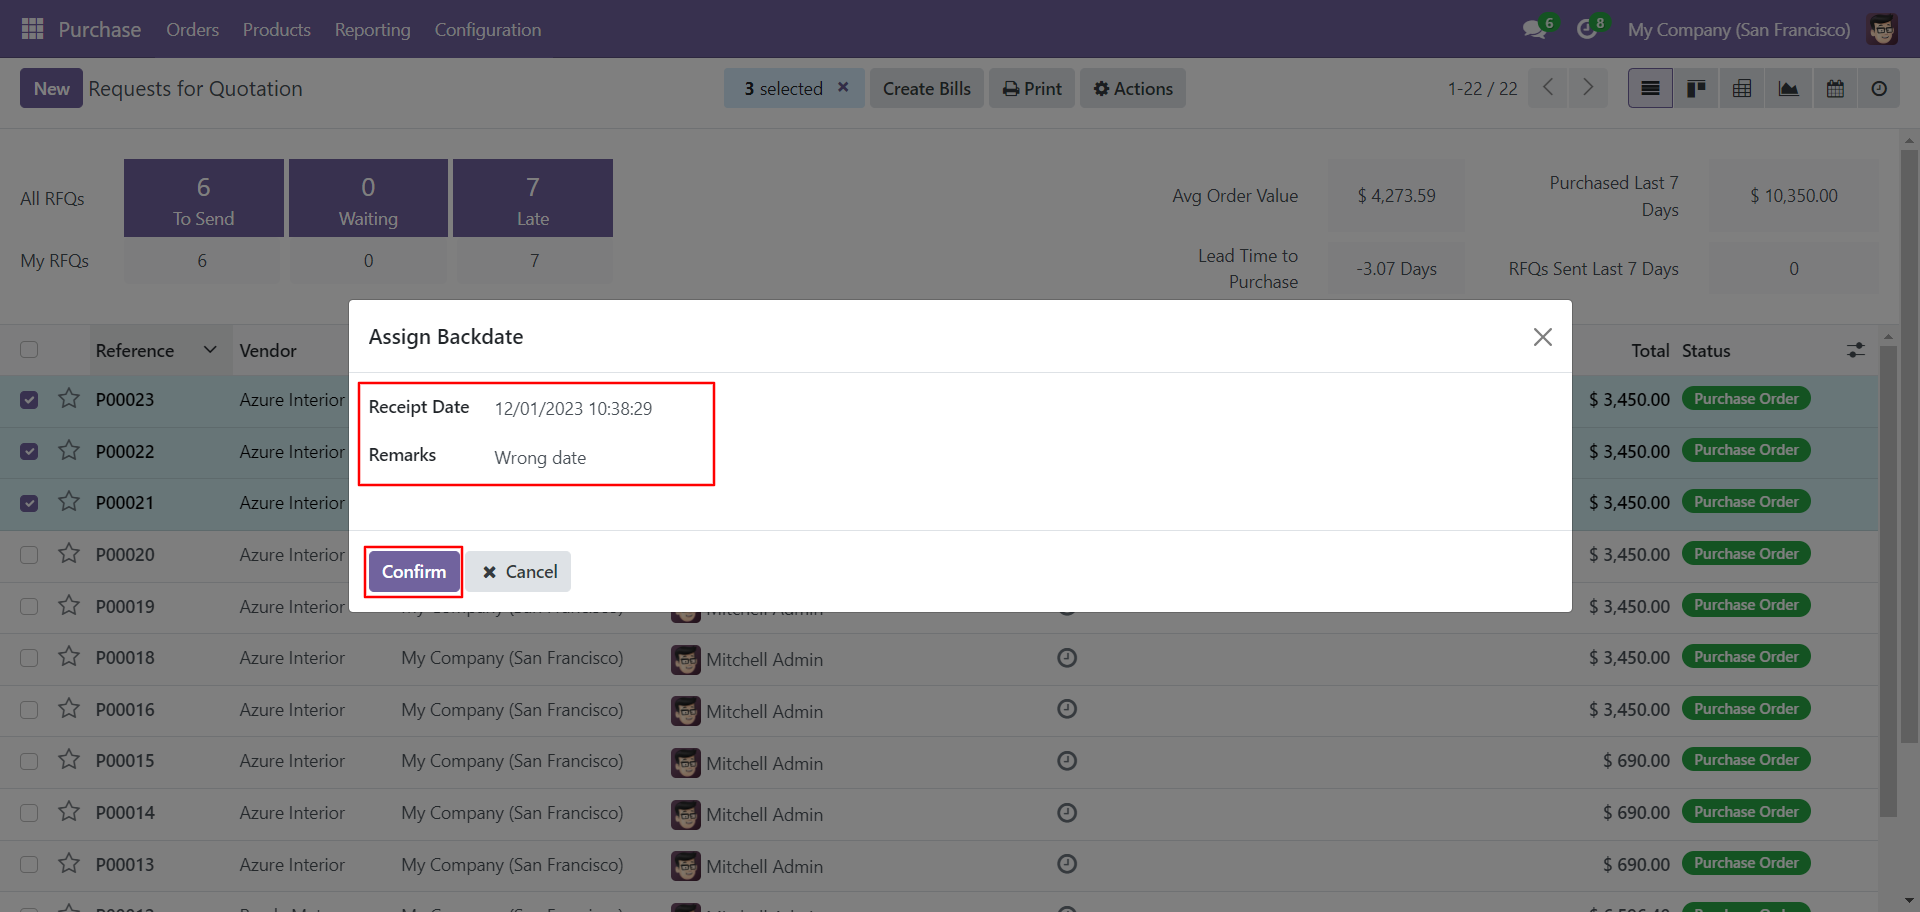 Purchase Orders Products Reporting Configuration 6 8 My Company (San Francisco)
New Requests for Quotation 3 selected × Create Bills Print Actions 1-22 / 22
All RFQs 6 To Send 0 Waiting 7 Late
My RFQs 6 0 7
Avg Order Value $ 4,273.59 Purchased Last 7 Days $ 10,350.00
Lead Time to Purchase -3.07 Days RFQs Sent Last 7 Days 0
Reference Vendor Total Status
Assign Backdate
Receipt Date 12/01/2023 10:38:29
Remarks Wrong date
Confirm Cancel
P00023 Azure Interior $ 3,450.00 Purchase Order
P00022 Azure Interior $ 3,450.00 Purchase Order
P00021 Azure Interior $ 3,450.00 Purchase Order
P00020 Azure Interior $ 3,450.00 Purchase Order
P00019 Azure Interior My Company (San Francisco) Mitchell Admin $ 3,450.00 Purchase Order
P00018 Azure Interior My Company (San Francisco) Mitchell Admin $ 3,450.00 Purchase Order
P00016 Azure Interior My Company (San Francisco) Mitchell Admin $ 3,450.00 Purchase Order
P00015 Azure Interior My Company (San Francisco) Mitchell Admin $ 690.00 Purchase Order
P00014 Azure Interior My Company (San Francisco) Mitchell Admin $ 690.00 Purchase Order
P00013 Azure Interior My Company (San Francisco) Mitchell Admin $ 690.00 Purchase Order